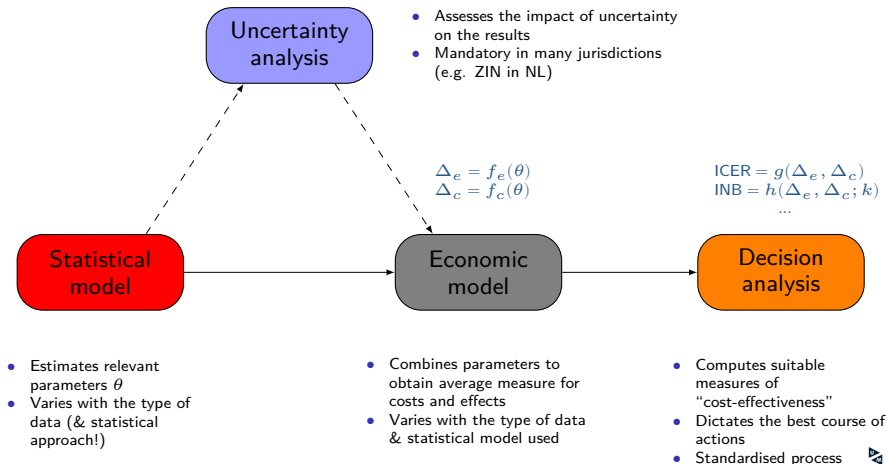 Uncertainty
analysis
• Assesses the impact of uncertainty
on the results
• Mandatory in many jurisdictions
(e.g. ZIN in NL)
Δe = fe(θ)
Δc = fc(θ)
ICER = g(Δe, Δc)
INB = h(Δe, Δc; k)
...
Statistical
model
Economic
model
Decision
analysis
• Estimates relevant
parameters θ
• Varies with the type of
data (& statistical
approach!)
• Combines parameters to
obtain average measure for
costs and effects
• Varies with the type of data
& statistical model used
• Computes suitable
measures of
“cost-effectiveness”
• Dictates the best course of
actions
• Standardised process